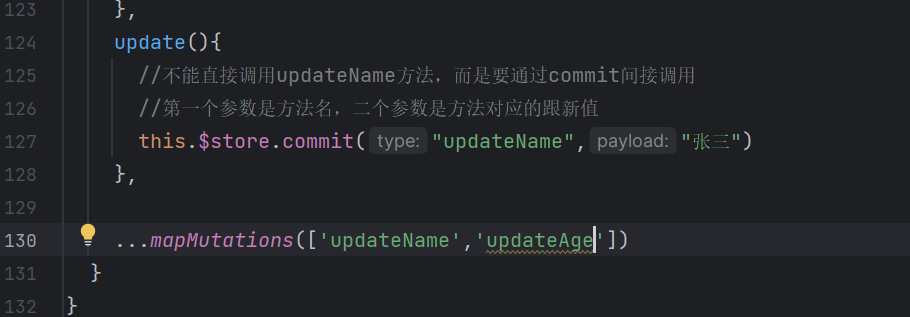 123 },
124 update(){
125 //不能直接调用updateName方法，而是要通过commit间接调用
126 //第一个参数是方法名，二个参数是方法对应的跟新值
127 this.$store.commit( type: "updateName", payload: "张三")
128 },
129
130 ...mapMutations(['updateName','updateAge'])
131 }
132 }